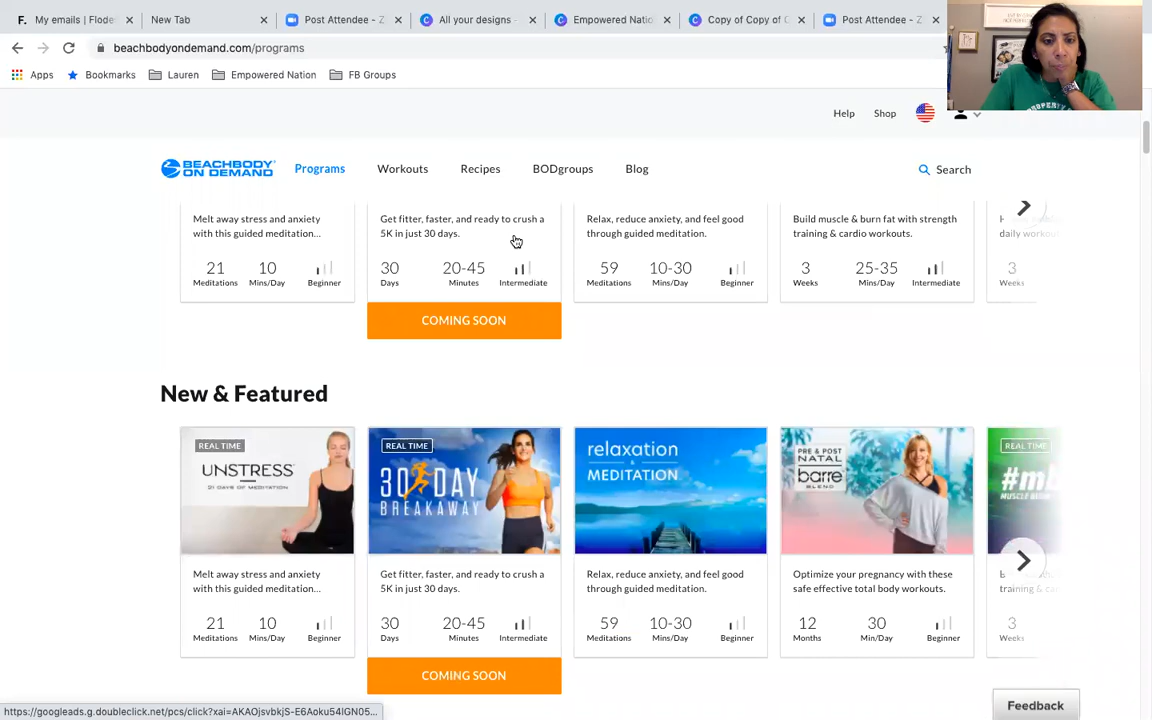 F. My emails | Flode
New Tab
Post Attendee - Z
All your designs -
Empowered Natio
Copy of Copy of C
Post Attendee - Z
beachbodyondemand.com/programs
Apps
Bookmarks
Lauren
Empowered Nation
FB Groups
PROPERTY
Help
Shop
BEACHBODY
ON DEMAND
Programs
Workouts
Recipes
BODgroups
Blog
Search
Melt away stress and anxiety
with this guided meditation...
21 10
Meditations Mins/Day Beginner
Get fitter, faster, and ready to crush a
5K in just 30 days.
30 20-45
Days Minutes Intermediate
COMING SOON
Relax, reduce anxiety, and feel good
through guided meditation.
59 10-30
Meditations Mins/Day Beginner
Build muscle & burn fat with strength
training & cardio workouts.
3 25-35
Weeks Mins/Day Intermediate
daily workou
3
Weeks
New & Featured
REAL TIME
UNSTRESS
21 DAYS OF MEDITATION
Melt away stress and anxiety
with this guided meditation...
21 10
Meditations Mins/Day Beginner
REAL TIME
30 DAY
BREAKAWAY
Get fitter, faster, and ready to crush a
5K in just 30 days.
30 20-45
Days Minutes Intermediate
COMING SOON
relaxation
& MEDITATION
Relax, reduce anxiety, and feel good
through guided meditation.
59 10-30
Meditations Mins/Day Beginner
PRE & POST
NATAL
barre
BLEND
Optimize your pregnancy with these
safe effective total body workouts.
12 30
Months Min/Day Beginner
REAL TIME
#mb
MUSCLE
training & ca
3
Weeks
Feedback
https://googleads.g.doubleclick.net/pcs/click?xai=AKAOjsvbkjS-E6Aoku54lGN05...